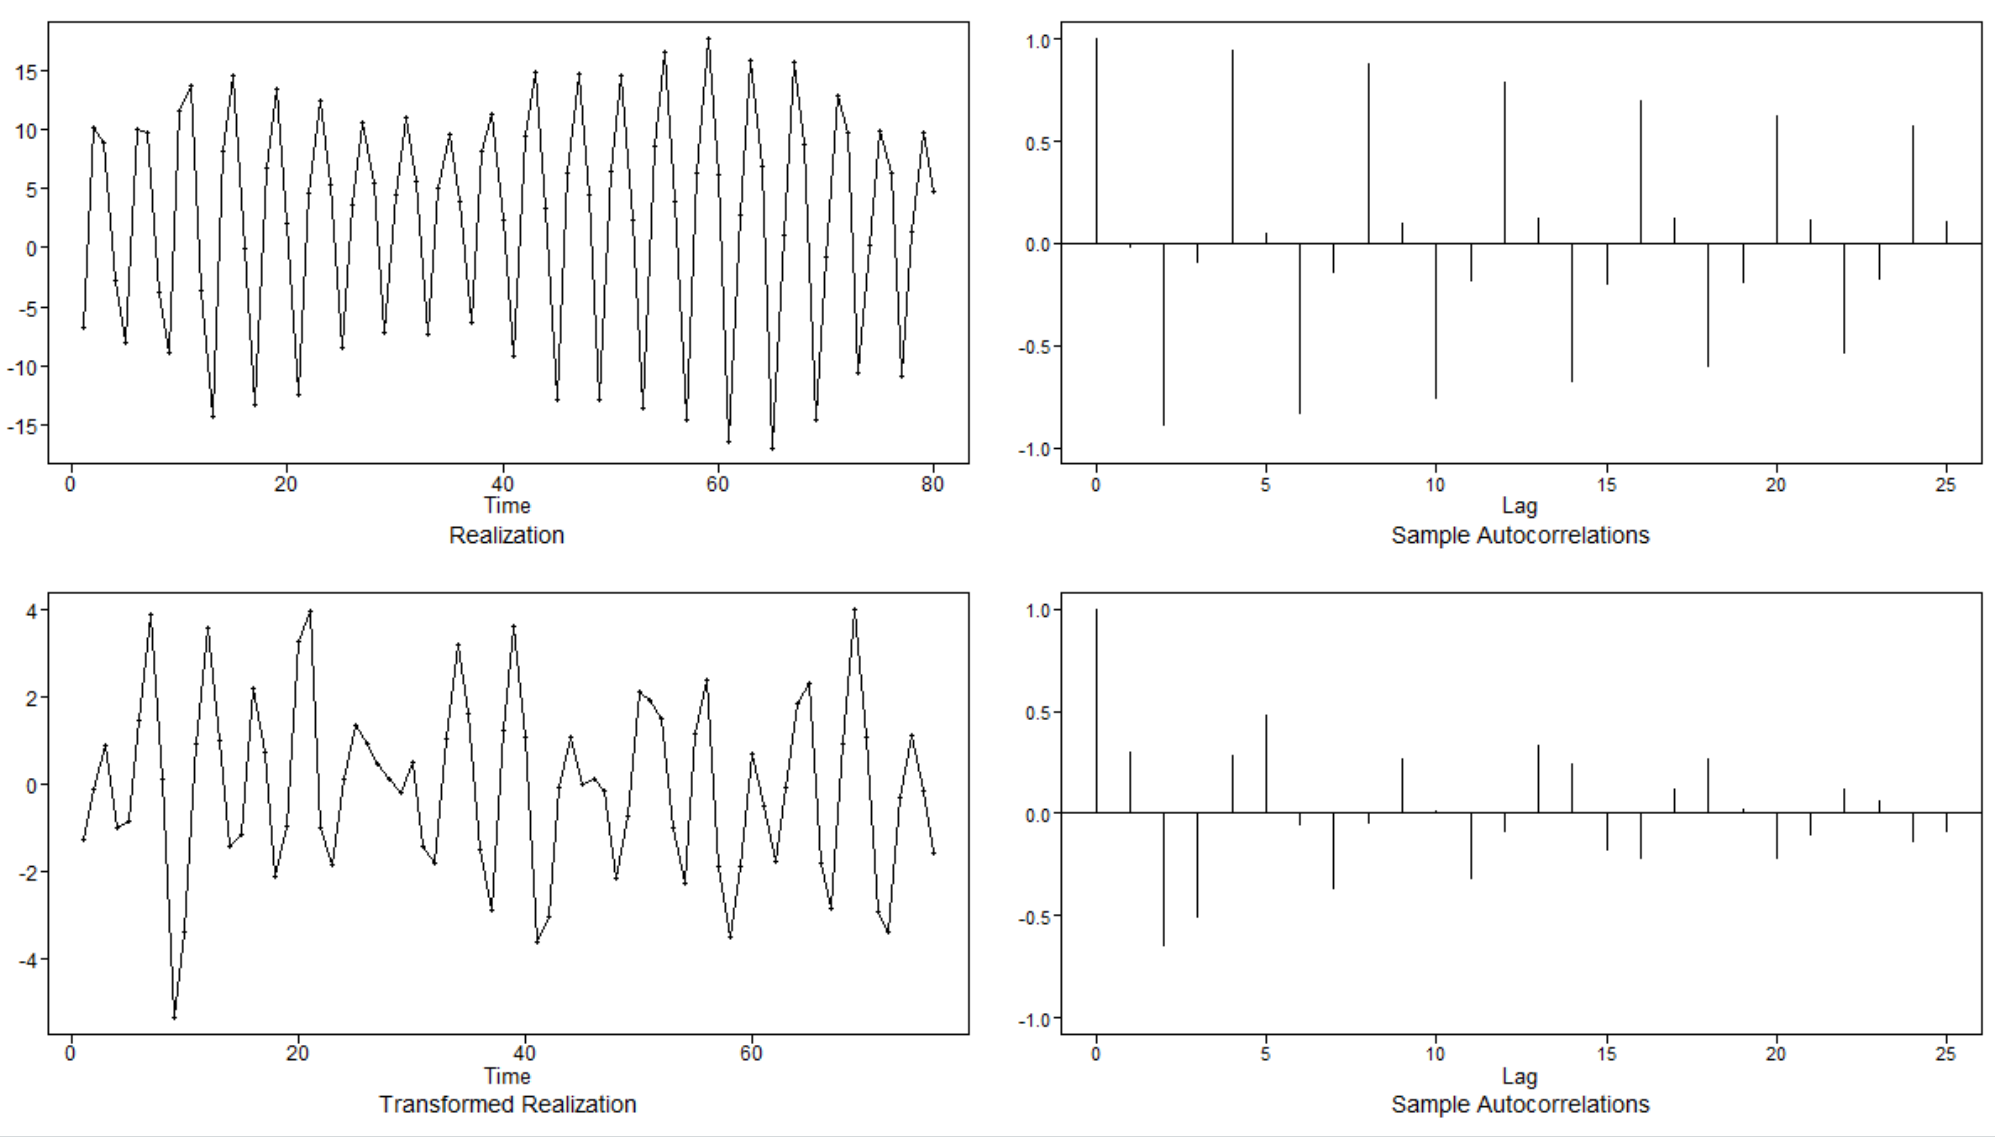 15
10
5
0
-5
-10
-15
0 20 40 60 80
Time
Realization
1.0
0.5
0.0
-0.5
-1.0
0 5 10 15 20 25
Lag
Sample Autocorrelations
4
2
0
-2
-4
0 20 40 60
Time
Transformed Realization
1.0
0.5
0.0
-0.5
-1.0
0 5 10 15 20 25
Lag
Sample Autocorrelations